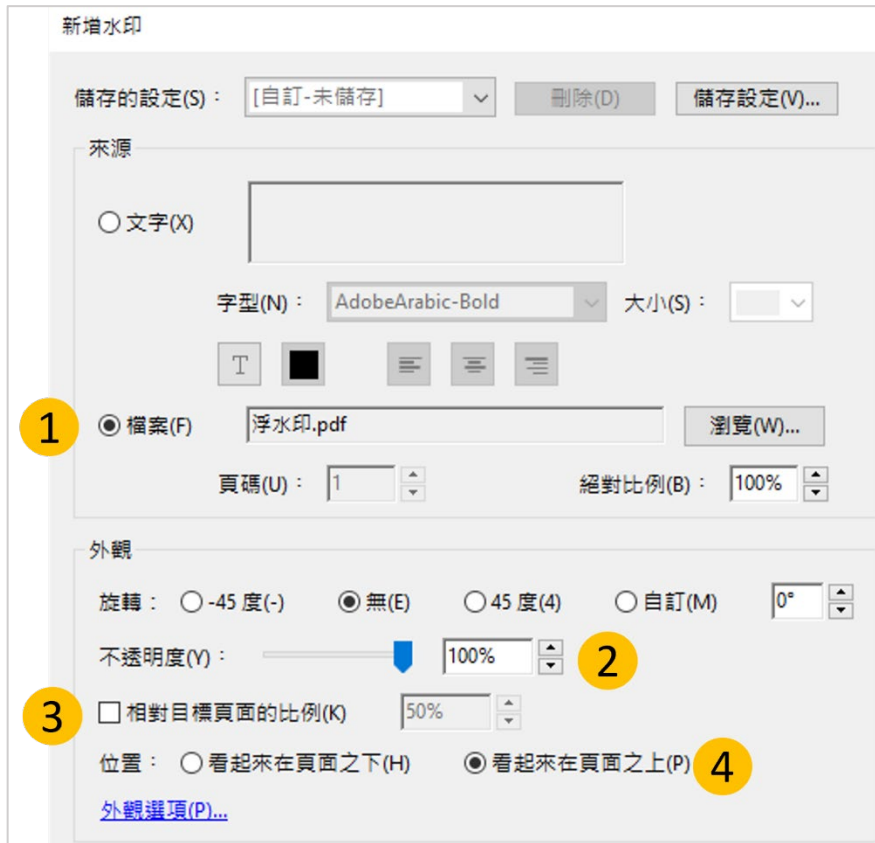 新增水印
儲存的設定(S)： [自訂-未儲存] 刪除(D) 儲存設定(V)...
來源
文字(X)
字型(N)： AdobeArabic-Bold 大小(S)：
T
1 檔案(F) 浮水印.pdf 瀏覽(W)...
頁碼(U)： 1 絕對比例(B)： 100%
外觀
旋轉： -45 度(-) 無(E) 45 度(4) 自訂(M) 0°
不透明度(Y)： 100% 2
3 相對目標頁面的比例(K) 50%
位置： 看起來在頁面之下(H) 看起來在頁面之上(P) 4
外觀選項(P)...